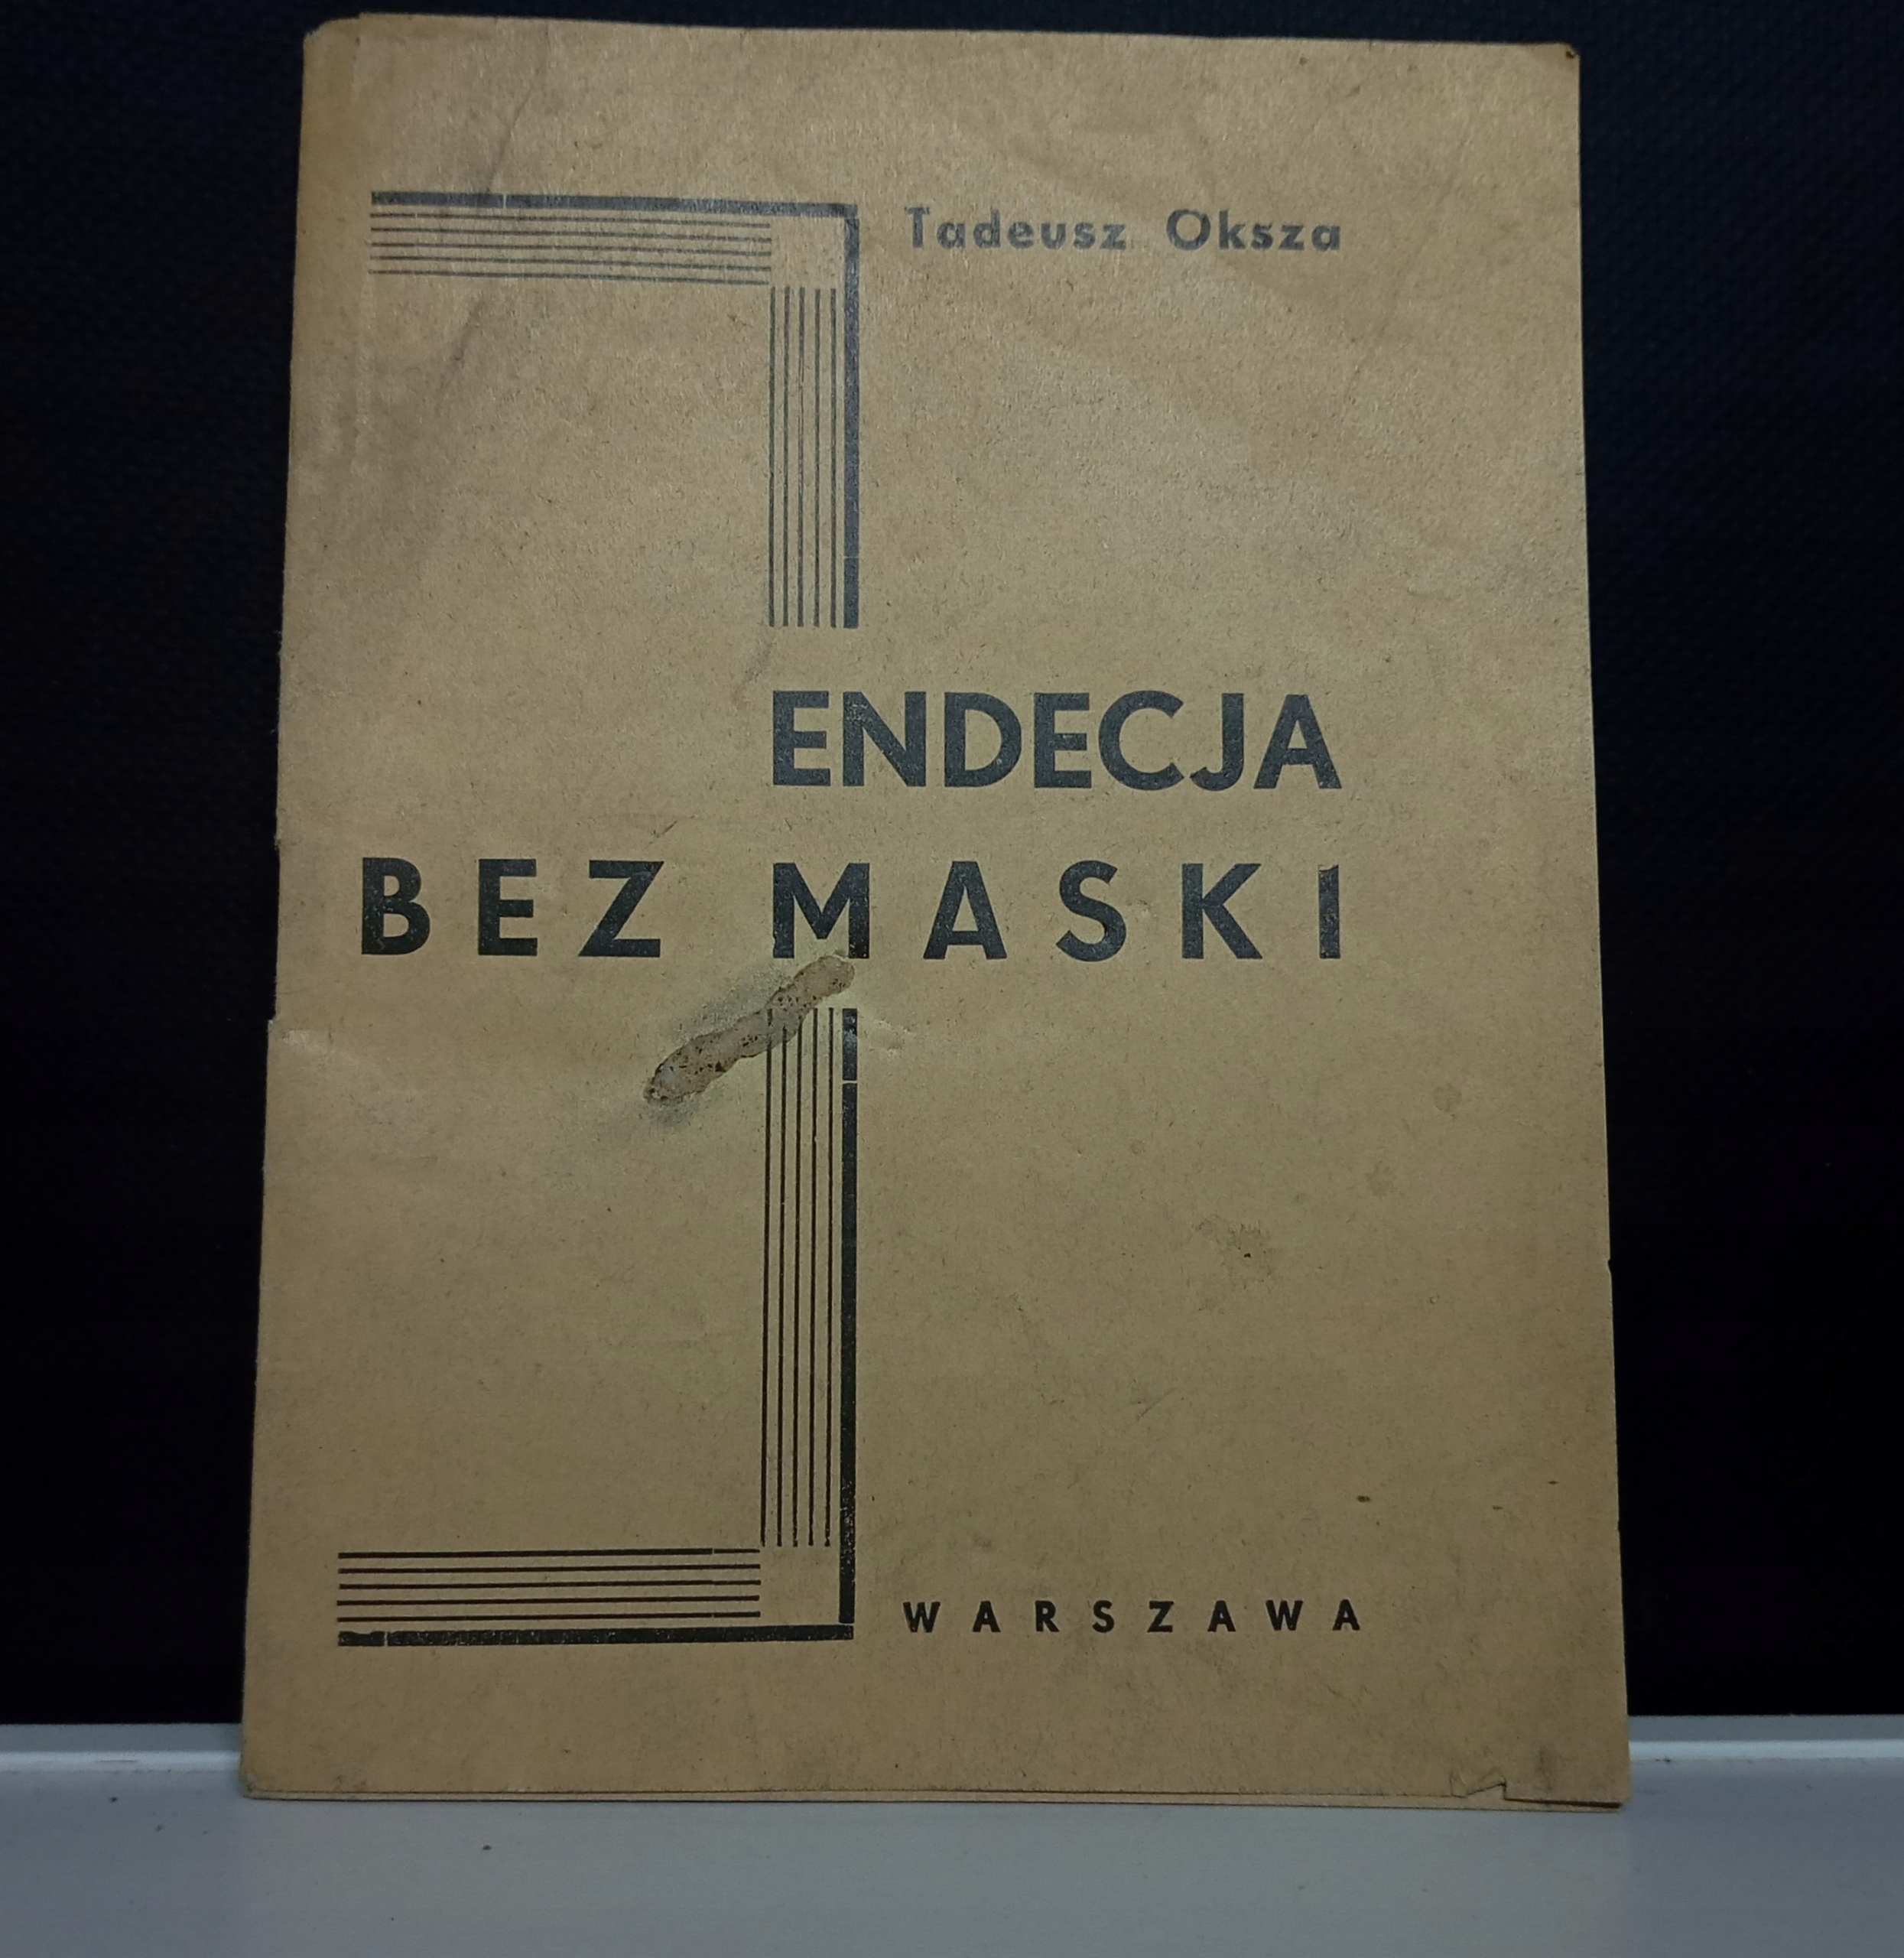 Tadeusz Oksza
ENDECJA
BEZ MASKI
WARSZAWA